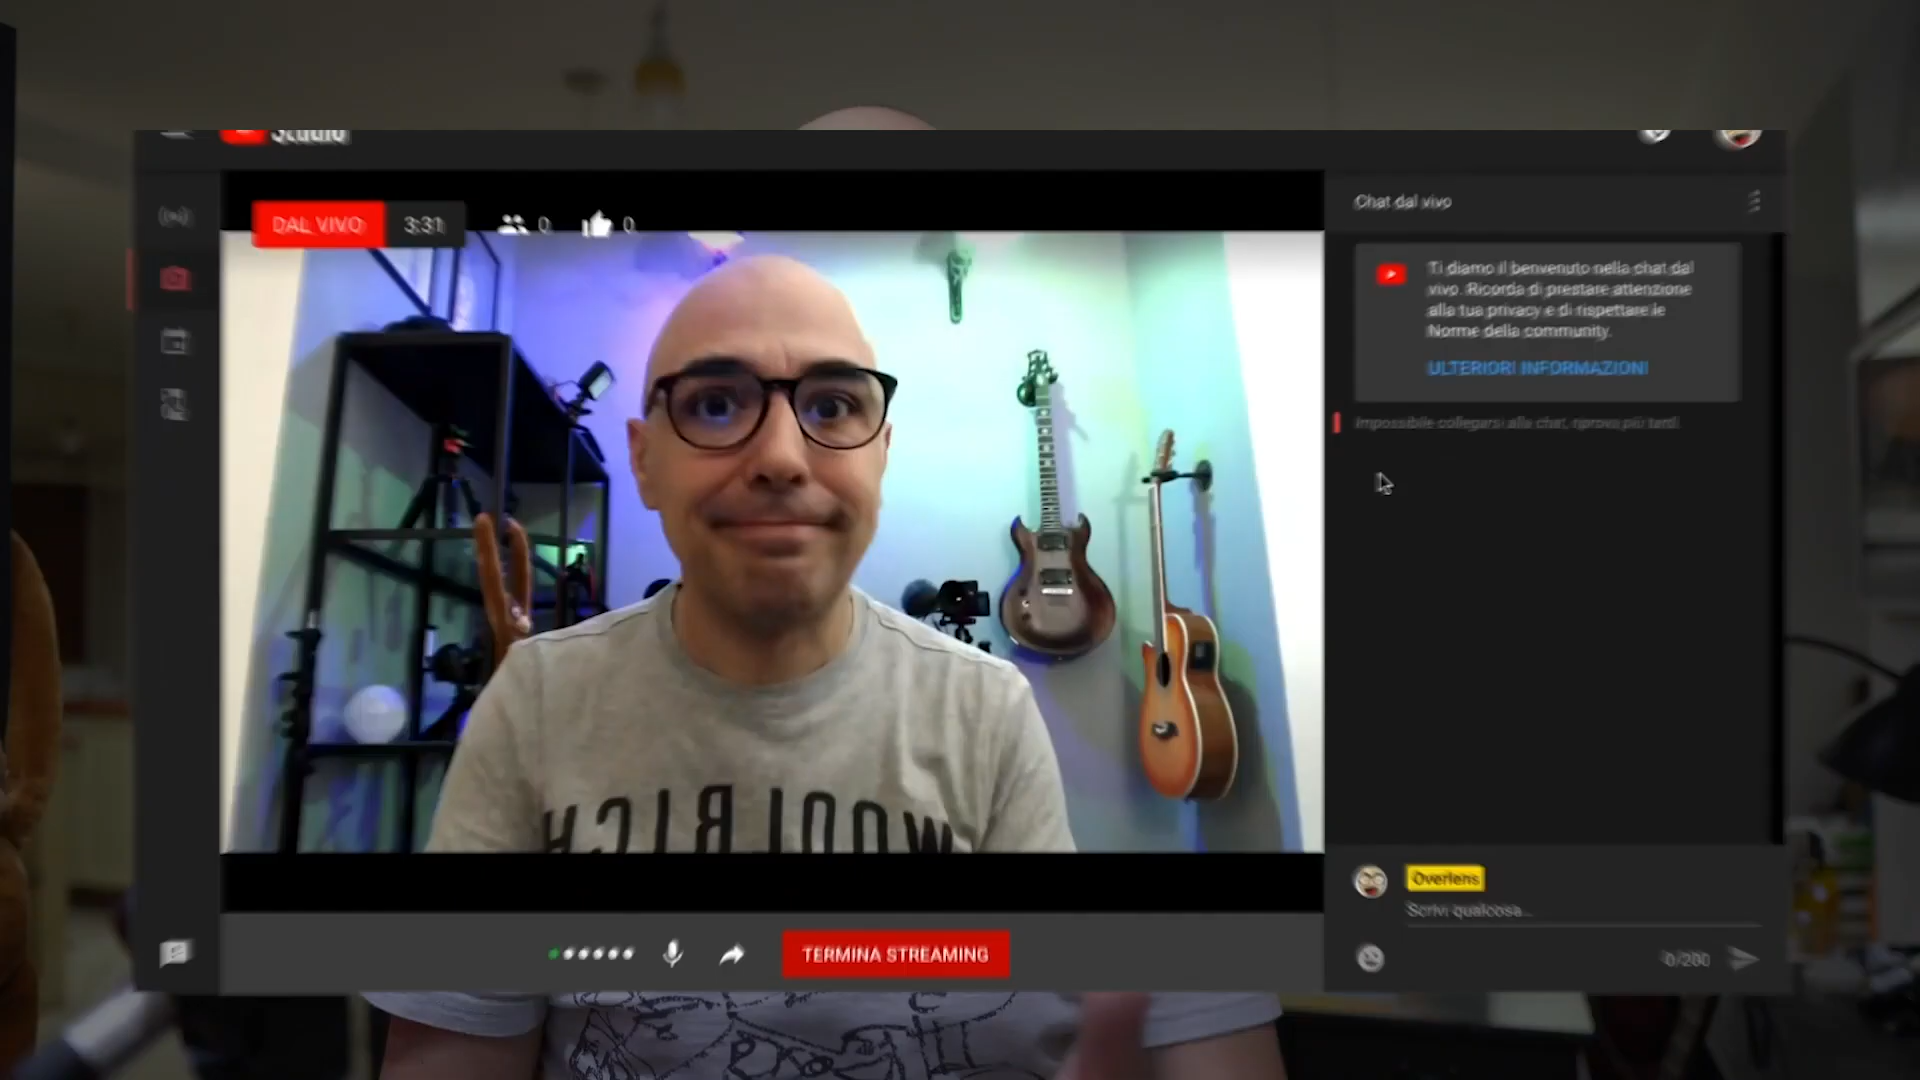 Studio
DAL VIVO 3:31 0 0
Chat dal vivo
Ti diamo il benvenuto nella chat dal
vivo. Ricorda di prestare attenzione
alla tua privacy e di rispettare le
Norme della community.
ULTERIORI INFORMAZIONI
Impossibile collegarsi alla chat, riprova più tardi.
WOOLRICH
Overlens
Scrivi qualcosa...
0/200
TERMINA STREAMING